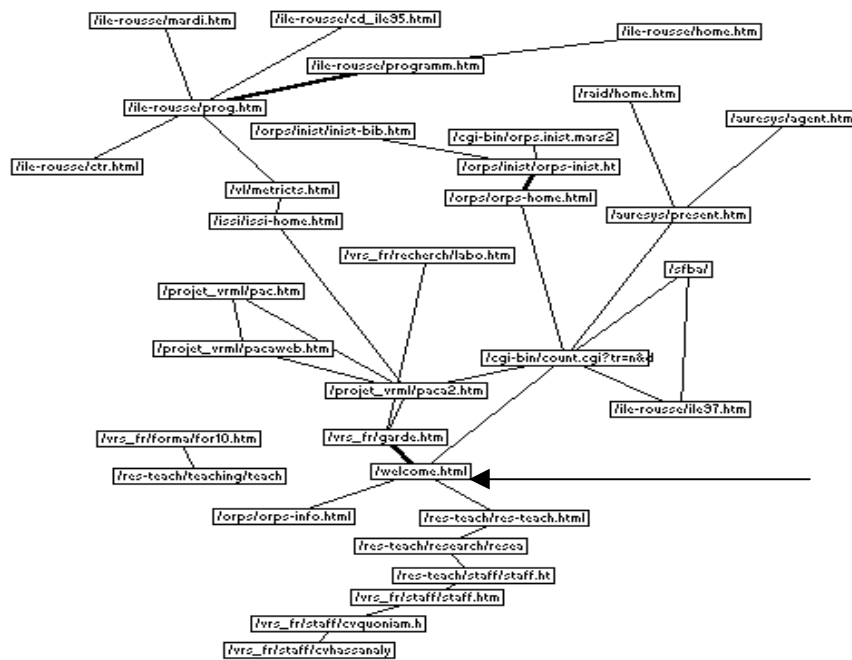 /ile-rousse/mardi.htm
/ile-rousse/cd_ile95.html
/ile-rousse/home.htm
/ile-rousse/programm.htm
/raid/home.htm
/ile-rousse/prog.htm
/auresys/agent.htm
/orps/inist/inist-bib.htm
/cgi-bin/orps.inist.mars2
/ile-rousse/ctr.html
/orps/inist/orps-inist.ht
/vl/metricts.html
/orps/orps-home.html
/issi/issi-home.html
/auresys/present.htm
/vrs_fr/recherch/labo.htm
/sfba/
/projet_vrml/pac.htm
/projet_vrml/pacaweb.htm
/cgi-bin/count.cgi?tr=n&d
/projet_vrml/paca2.htm
/ile-rousse/ile97.htm
/vrs_fr/forma/for10.htm
/vrs_fr/garde.htm
/res-teach/teaching/teach
/welcome.html
/orps/orps-info.html
/res-teach/res-teach.html
/res-teach/research/resea
/res-teach/staff/staff.ht
/vrs_fr/staff/staff.htm
/vrs_fr/staff/cvquoniam.h
/vrs_fr/staff/cvhassanaly